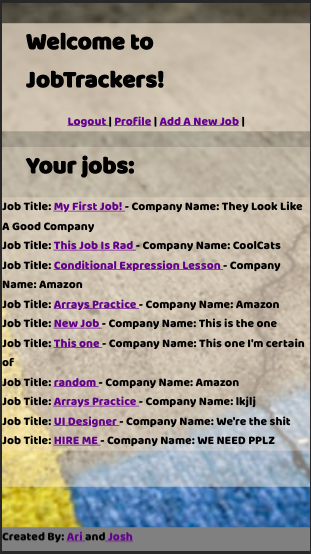 Welcome to
JobTrackers!
Logout | Profile | Add A New Job |
Your jobs:
Job Title: My First Job! - Company Name: They Look Like
A Good Company
Job Title: This Job Is Rad - Company Name: CoolCats
Job Title: Conditional Expression Lesson - Company
Name: Amazon
Job Title: Arrays Practice - Company Name: Amazon
Job Title: New Job - Company Name: This is the one
Job Title: This one - Company Name: This one I'm certain
of
Job Title: random - Company Name: Amazon
Job Title: Arrays Practice - Company Name: lkjlj
Job Title: UI Designer - Company Name: We're the shit
Job Title: HIRE ME - Company Name: WE NEED PPLZ
Created By: Ari and Josh